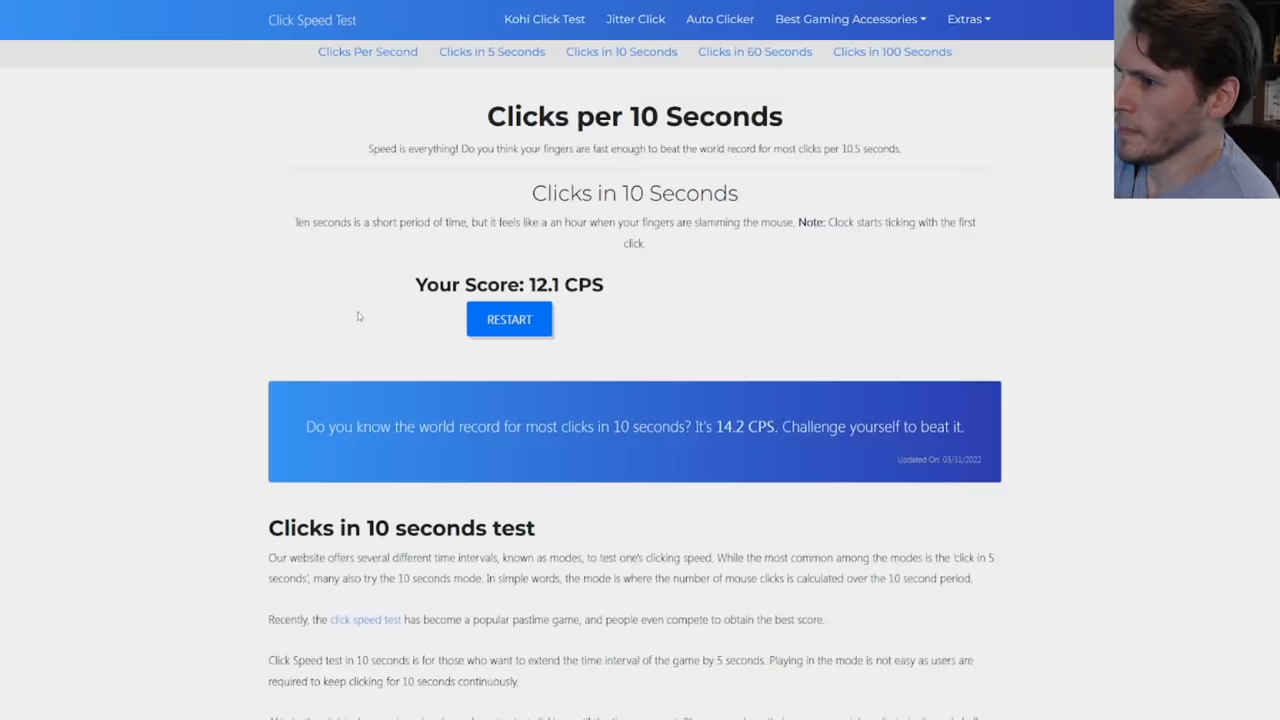 Click Speed Test
Kohi Click Test
Jitter Click
Auto Clicker
Best Gaming Accessories
Extras
Clicks Per Second
Clicks in 5 Seconds
Clicks in 10 Seconds
Clicks in 60 Seconds
Clicks in 100 Seconds
Clicks per 10 Seconds
Speed is everything! Do you think your fingers are fast enough to beat the world record for most clicks per 10.5 seconds.
Clicks in 10 Seconds
Ten seconds is a short period of time, but it feels like a an hour when your fingers are slamming the mouse. Note: Clock starts ticking with the first
click.
Your Score: 12.1 CPS
RESTART
Do you know the world record for most clicks in 10 seconds? It's 14.2 CPS. Challenge yourself to beat it.
Updated On: 03/31/2022
Clicks in 10 seconds test
Our website offers several different time intervals, known as modes, to test one's clicking speed. While the most common among the modes is the 'click in 5
seconds', many also try the 10 seconds mode. In simple words, the mode is where the number of mouse clicks is calculated over the 10 second period.
Recently, the click speed test has become a popular pastime game, and people even compete to obtain the best score.
Click Speed test in 10 seconds is for those who want to extend the time interval of the game by 5 seconds. Playing in the mode is not easy as users are
required to keep clicking for 10 seconds continuously.